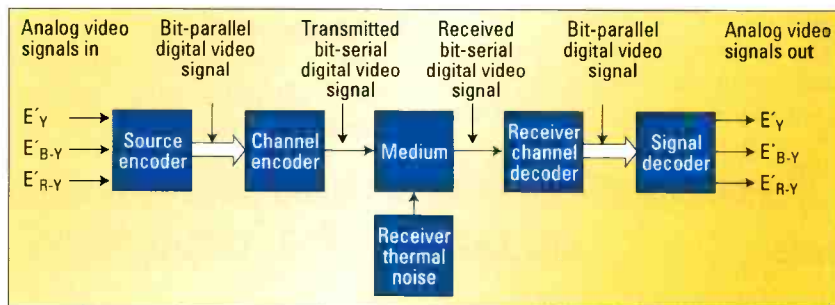 Analog video
signals in
Bit-parallel
digital video
signal
Transmitted
bit-serial
digital video
signal
Received
bit-serial
digital video
signal
Bit-parallel
digital video
signal
Analog video
signals out
E′Y
E′B-Y
E′R-Y
Source
encoder
Channel
encoder
Medium
Receiver
channel
decoder
Signal
decoder
E′Y
E′B-Y
E′R-Y
Receiver
thermal
noise